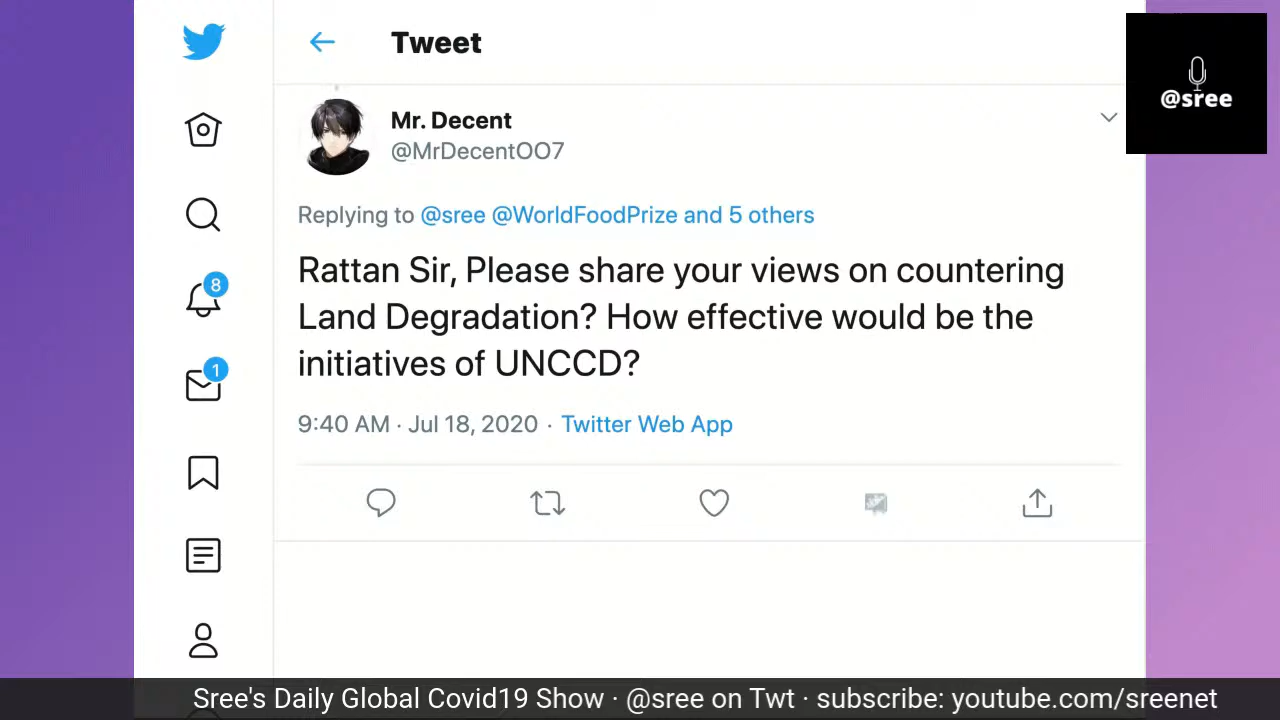 Tweet
@sree
Mr. Decent
@MrDecentOO7
Replying to @sree @WorldFoodPrize and 5 others
Rattan Sir, Please share your views on countering
Land Degradation? How effective would be the
initiatives of UNCCD?
8
1
9:40 AM · Jul 18, 2020 · Twitter Web App
Sree's Daily Global Covid19 Show · @sree on Twt · subscribe: youtube.com/sreenet